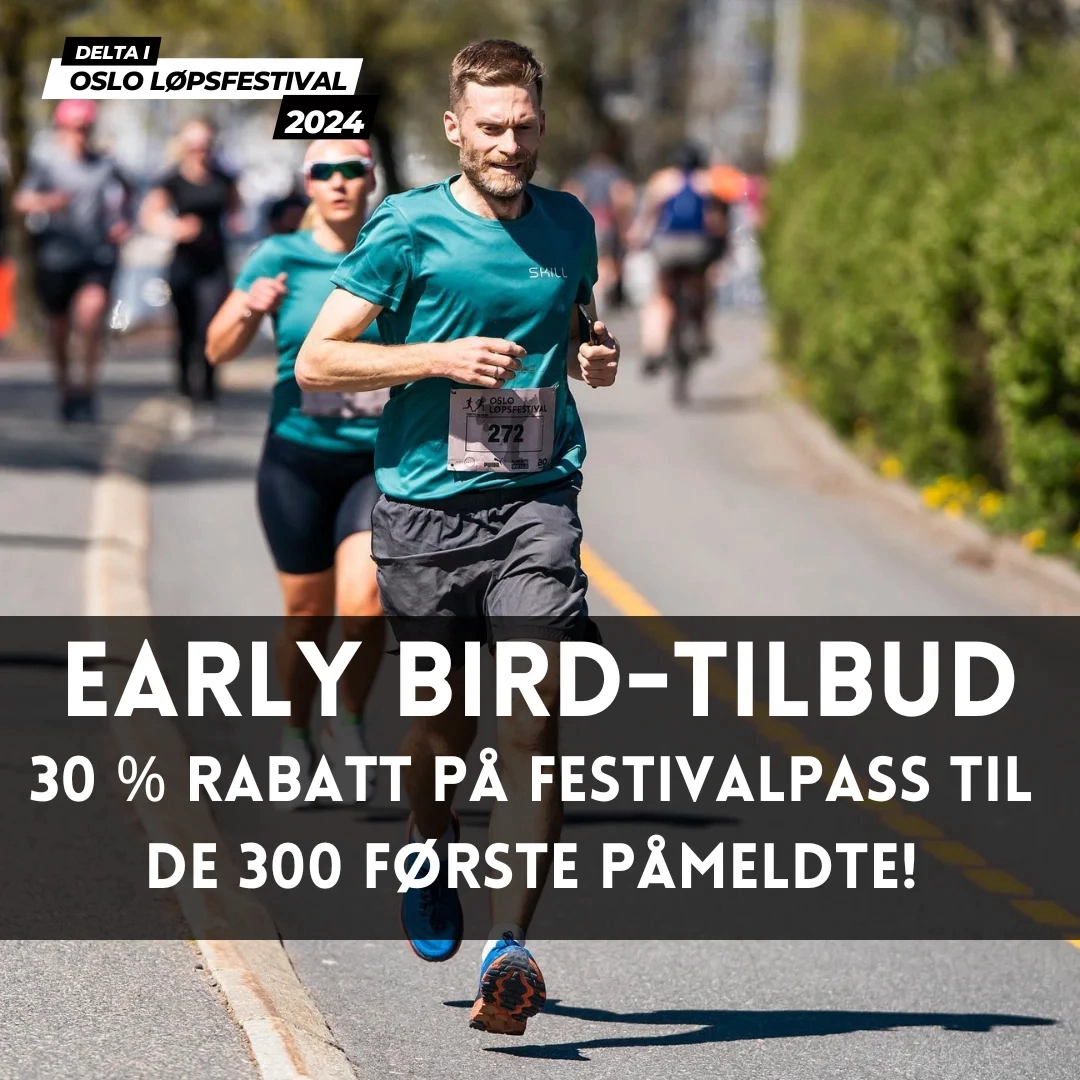 DELTA I
OSLO LØPSFESTIVAL
2024
SKILL
OSLO
LØPSFESTIVAL
272
EARLY BIRD-TILBUD
30 % RABATT PÅ FESTIVALPASS TIL
DE 300 FØRSTE PÅMELDTE!